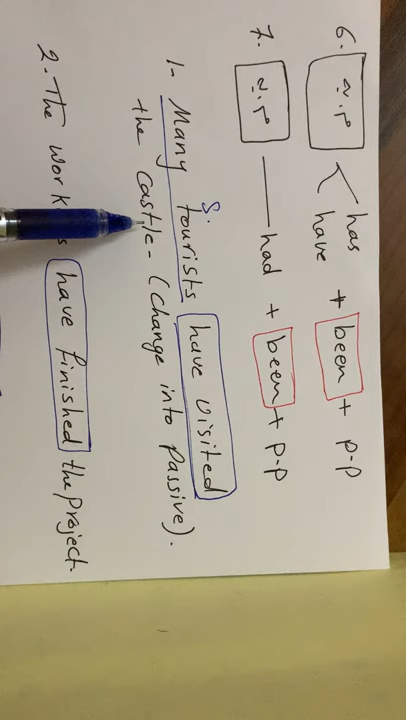 6. has
have + been + p-p
7. had + been + p-p
S.
1- Many tourists have visited
the castle- (change into passive).
2. The have finished the project.